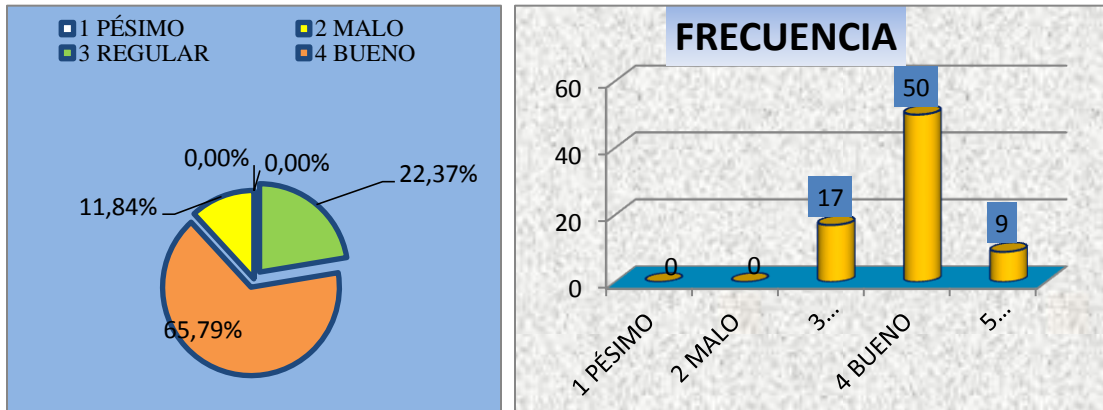 1 PÉSIMO 2 MALO
3 REGULAR 4 BUENO
0,00% 0,00%
22,37%
11,84%
65,79%
FRECUENCIA
60
40
20
0
0
0
17
50
9
1 PÉSIMO
2 MALO
3...
4 BUENO
5...